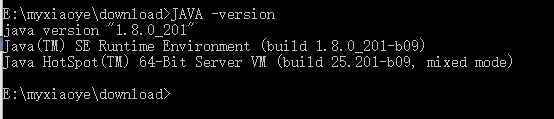 E:\myxiaoye\download>JAVA -version
java version "1.8.0_201"
Java(TM) SE Runtime Environment (build 1.8.0_201-b09)
Java HotSpot(TM) 64-Bit Server VM (build 25.201-b09, mixed mode)
E:\myxiaoye\download>